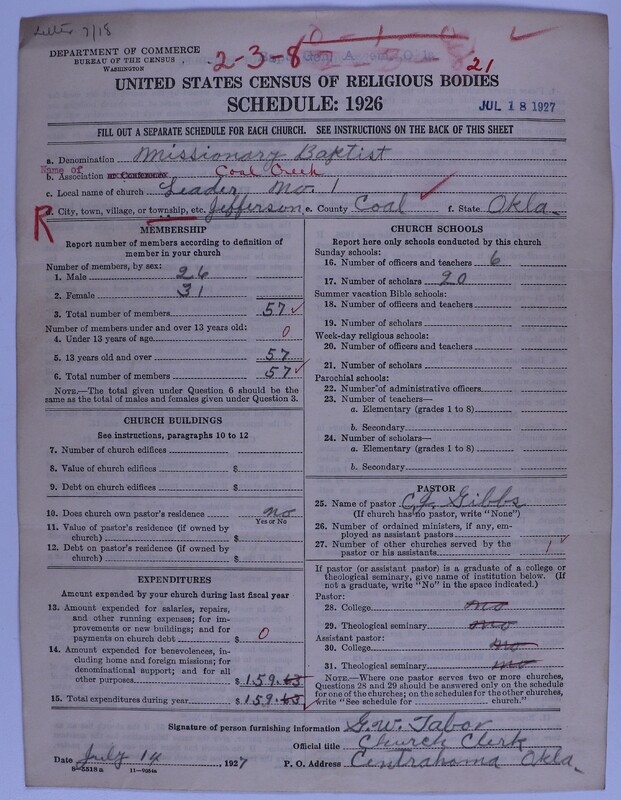 Letter 7/18
DEPARTMENT OF COMMERCE
BUREAU OF THE CENSUS
WASHINGTON
2-3-8
21
UNITED STATES CENSUS OF RELIGIOUS BODIES
SCHEDULE: 1926
JUL 18 1927
FILL OUT A SEPARATE SCHEDULE FOR EACH CHURCH. SEE INSTRUCTIONS ON THE BACK OF THIS SHEET
a. Denomination Missionary Baptist
Name of
b. Association or Conference Coal Creek
c. Local name of church Leader No. 1
R
d. City, town, village, or township, etc. Jefferson e. County Coal f. State Okla.
MEMBERSHIP
Report number of members according to definition of member in your church
Number of members, by sex:
1. Male 26
2. Female 31
3. Total number of members 57
Number of members under and over 13 years old:
4. Under 13 years of age 0
5. 13 years old and over 57
6. Total number of members 57
NOTE.—The total given under Question 6 should be the same as the total of males and females given under Question 3.
CHURCH BUILDINGS
See instructions, paragraphs 10 to 12
7. Number of church edifices
8. Value of church edifices $
9. Debt on church edifices $
10. Does church own pastor's residence no
Yes or No
11. Value of pastor's residence (if owned by church) $
12. Debt on pastor's residence (if owned by church) $
EXPENDITURES
Amount expended by your church during last fiscal year
13. Amount expended for salaries, repairs, and other running expenses; for improvements or new buildings; and for payments on church debt $ 0
14. Amount expended for benevolences, including home and foreign missions; for denominational support; and for all other purposes $ 159.63
15. Total expenditures during year $ 159.63
CHURCH SCHOOLS
Report here only schools conducted by this church
Sunday schools:
16. Number of officers and teachers 6
17. Number of scholars 20
Summer vacation Bible schools:
18. Number of officers and teachers
19. Number of scholars
Week-day religious schools:
20. Number of officers and teachers
21. Number of scholars
Parochial schools:
22. Number of administrative officers
23. Number of teachers—
a. Elementary (grades 1 to 8)
b. Secondary
24. Number of scholars—
a. Elementary (grades 1 to 8)
b. Secondary
PASTOR
25. Name of pastor C. J. Gibbs
(If church has no pastor, write "None")
26. Number of ordained ministers, if any, employed as assistant pastors
27. Number of other churches served by the pastor or his assistants 1
If pastor (or assistant pastor) is a graduate of a college or theological seminary, give name of institution below. (If not a graduate, write "No" in the space indicated.)
Pastor:
28. College no
29. Theological seminary no
Assistant pastor:
30. College no
31. Theological seminary no
NOTE.—Where one pastor serves two or more churches, Questions 28 and 29 should be answered only on the schedule for one of the churches; on the schedules for the other churches, write "See schedule for church."
Signature of person furnishing information G. W. Tabor
Official title Church Clerk
Date July 14, 1927 P. O. Address Centrahoma Okla.
8—5518a 11—9034a